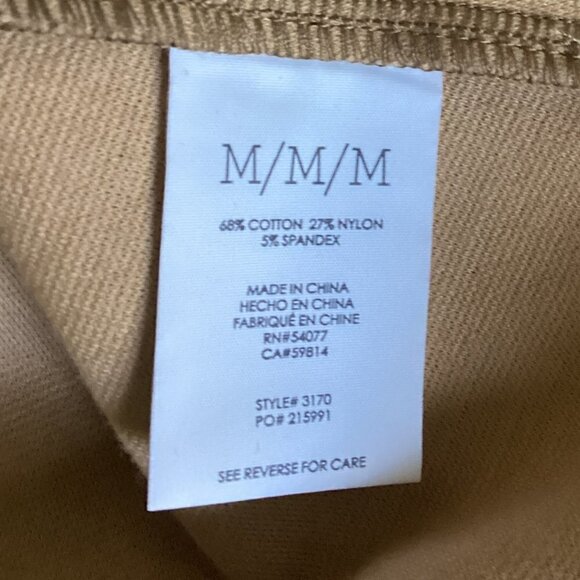 M/M/M
68% COTTON 27% NYLON
5% SPANDEX
MADE IN CHINA
HECHO EN CHINA
FABRIQUÉ EN CHINE
RN#54077
CA#59814
STYLE# 3170
PO# 215991
SEE REVERSE FOR CARE